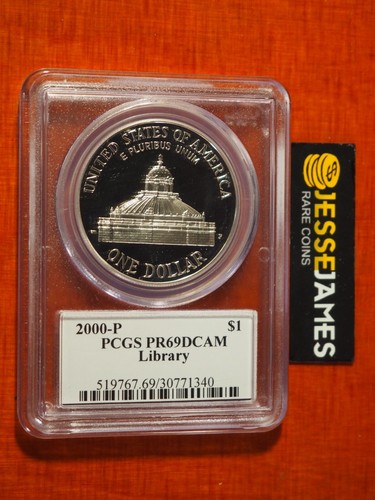 UNITED STATES OF AMERICA
E PLURIBUS UNUM
P
ONE DOLLAR
2000-P $1
PCGS PR69DCAM
Library
519767.69/30771340
JESSEJAMES
RARE COINS